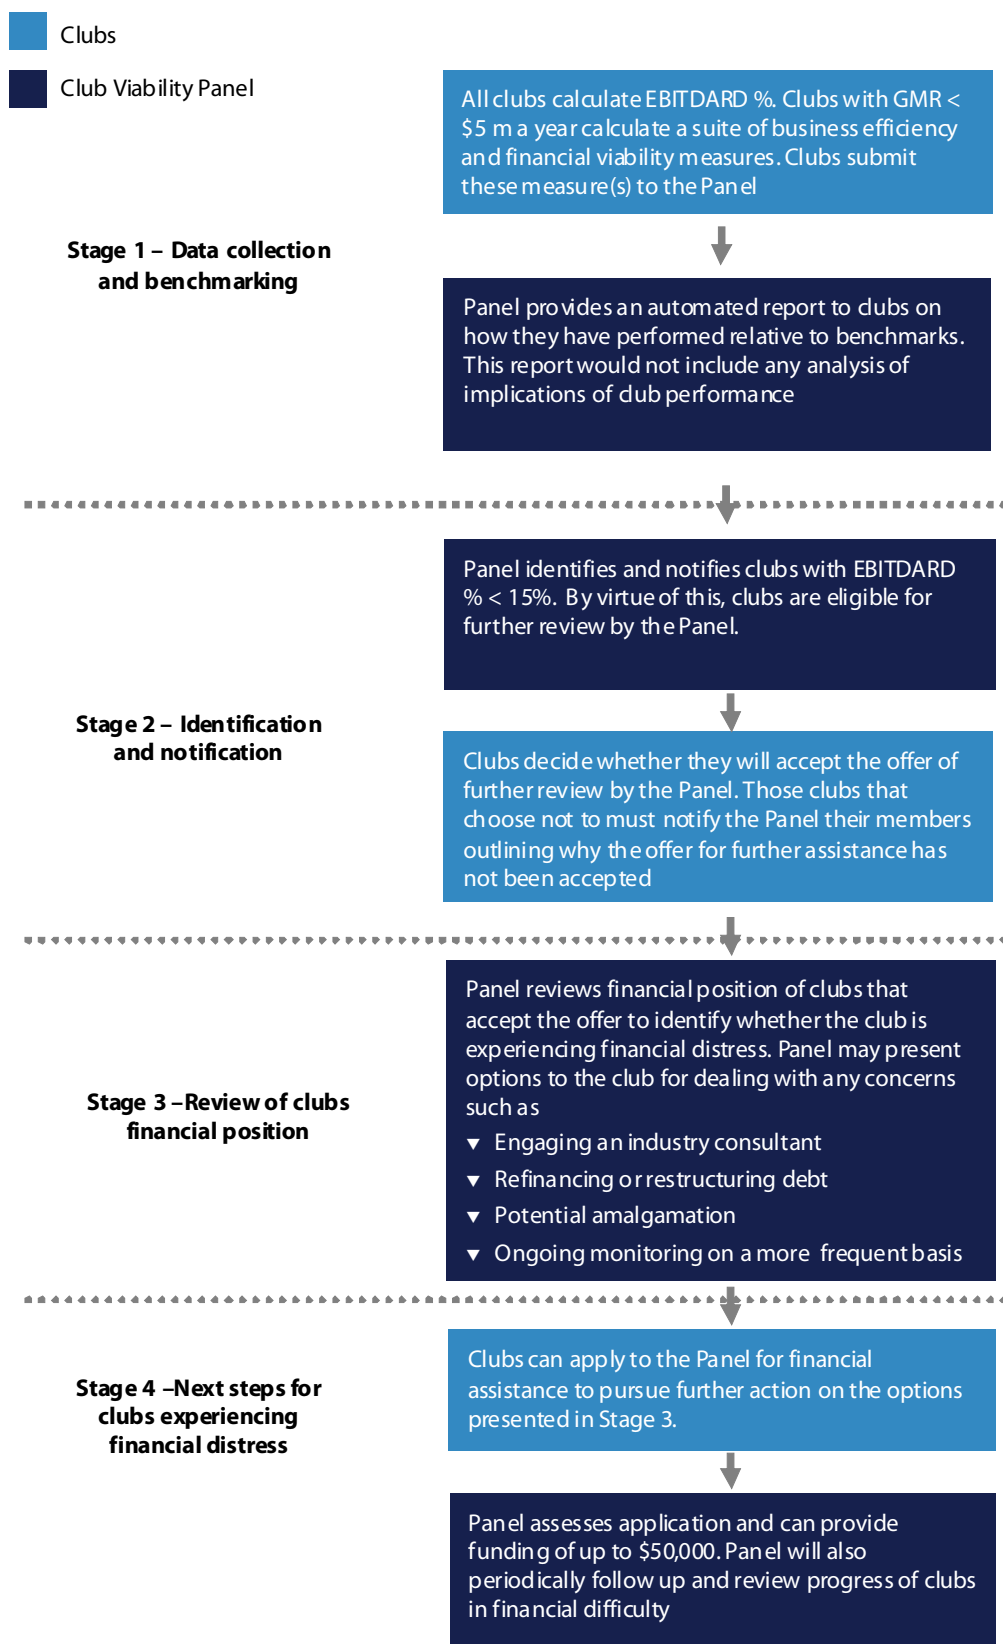 Clubs
Club Viability Panel
All clubs calculate EBITDARD %. Clubs with GMR <
$5 m a year calculate a suite of business efficiency
and financial viability measures. Clubs submit
these measure(s) to the Panel
Stage 1 – Data collection
and benchmarking
Panel provides an automated report to clubs on
how they have performed relative to benchmarks.
This report would not include any analysis of
implications of club performance
Panel identifies and notifies clubs with EBITDARD
% < 15%. By virtue of this, clubs are eligible for
further review by the Panel.
Stage 2 – Identification
and notification
Clubs decide whether they will accept the offer of
further review by the Panel. Those clubs that
choose not to must notify the Panel their members
outlining why the offer for further assistance has
not been accepted
Panel reviews financial position of clubs that
accept the offer to identify whether the club is
experiencing financial distress. Panel may present
options to the club for dealing with any concerns
such as
▼ Engaging an industry consultant
▼ Refinancing or restructuring debt
▼ Potential amalgamation
▼ Ongoing monitoring on a more frequent basis
Stage 3 –Review of clubs
financial position
Clubs can apply to the Panel for financial
assistance to pursue further action on the options
presented in Stage 3.
Stage 4 –Next steps for
clubs experiencing
financial distress
Panel assesses application and can provide
funding of up to $50,000. Panel will also
periodically follow up and review progress of clubs
in financial difficulty